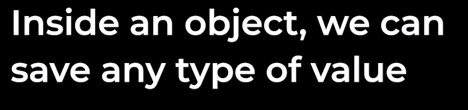 Inside an object, we can
save any type of value